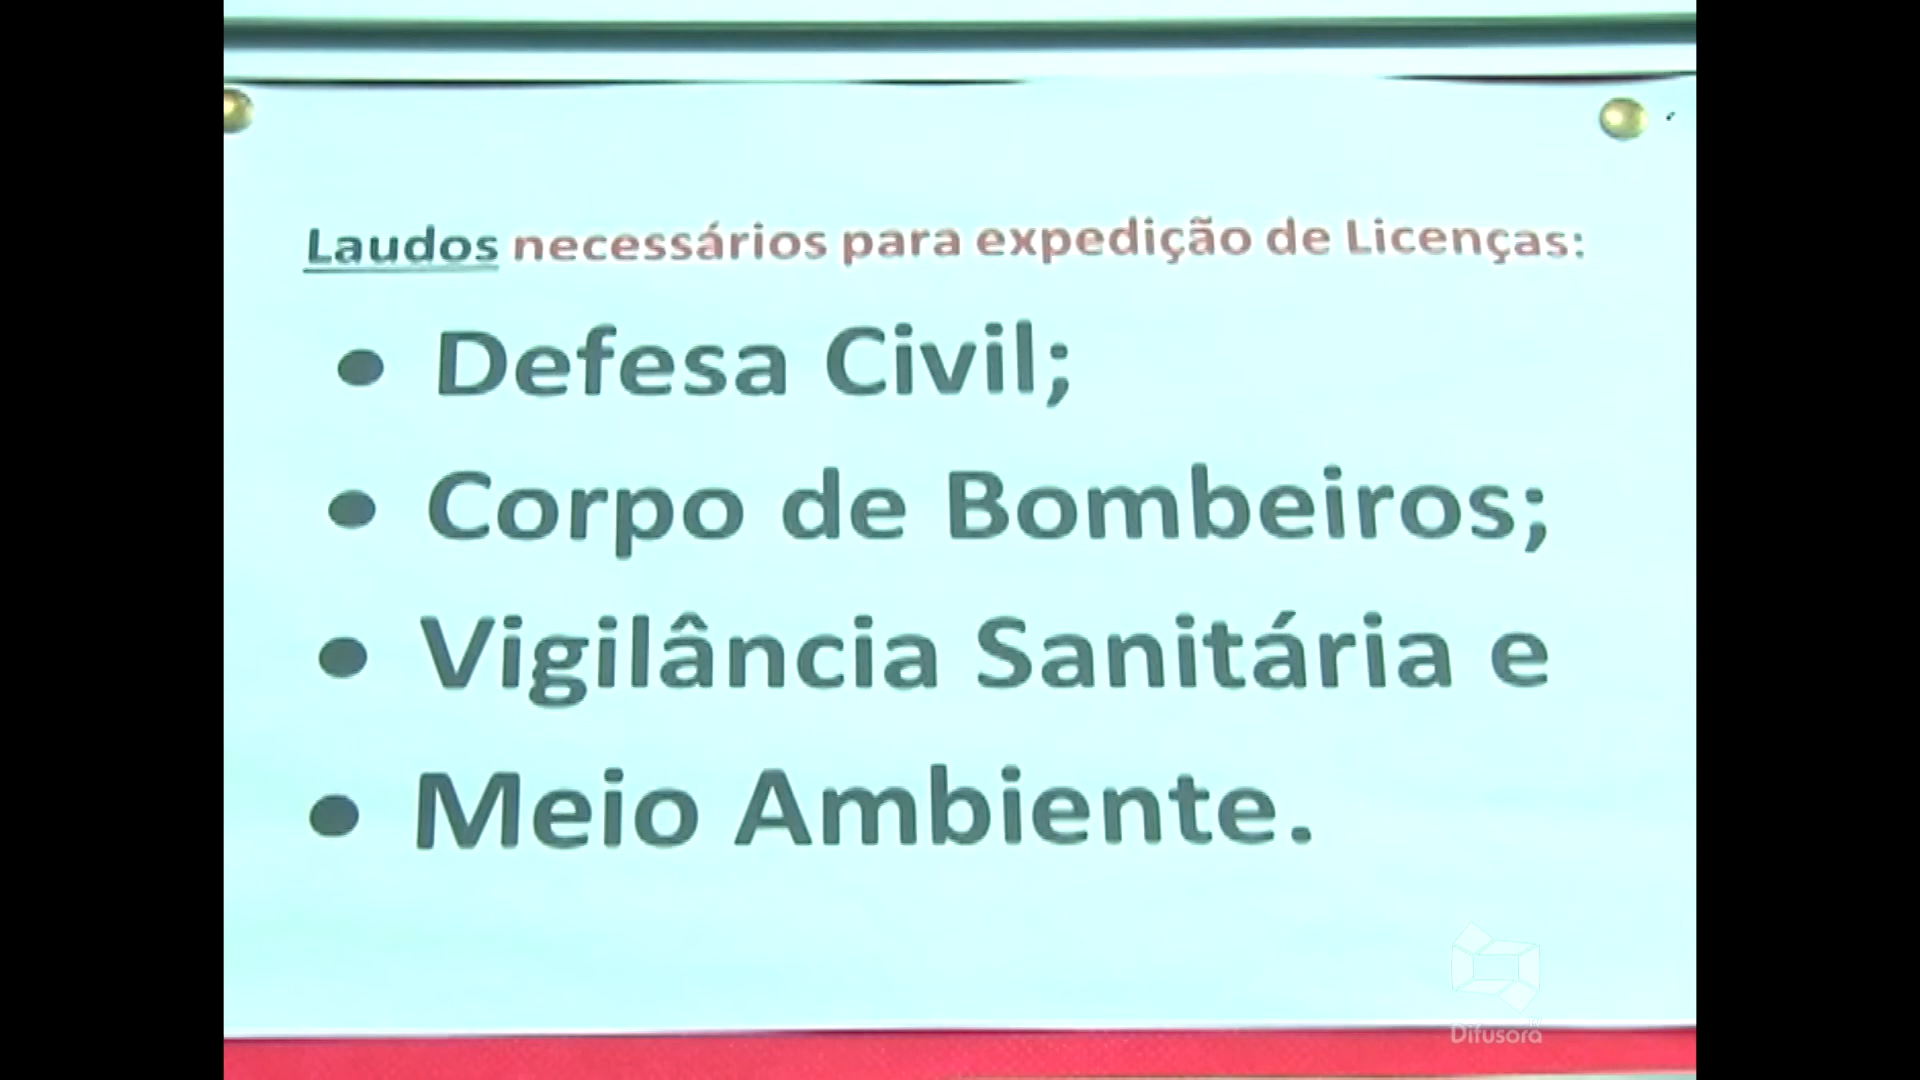 Laudos necessários para expedição de Licenças:
• Defesa Civil;
• Corpo de Bombeiros;
• Vigilância Sanitária e
• Meio Ambiente.
Difusora